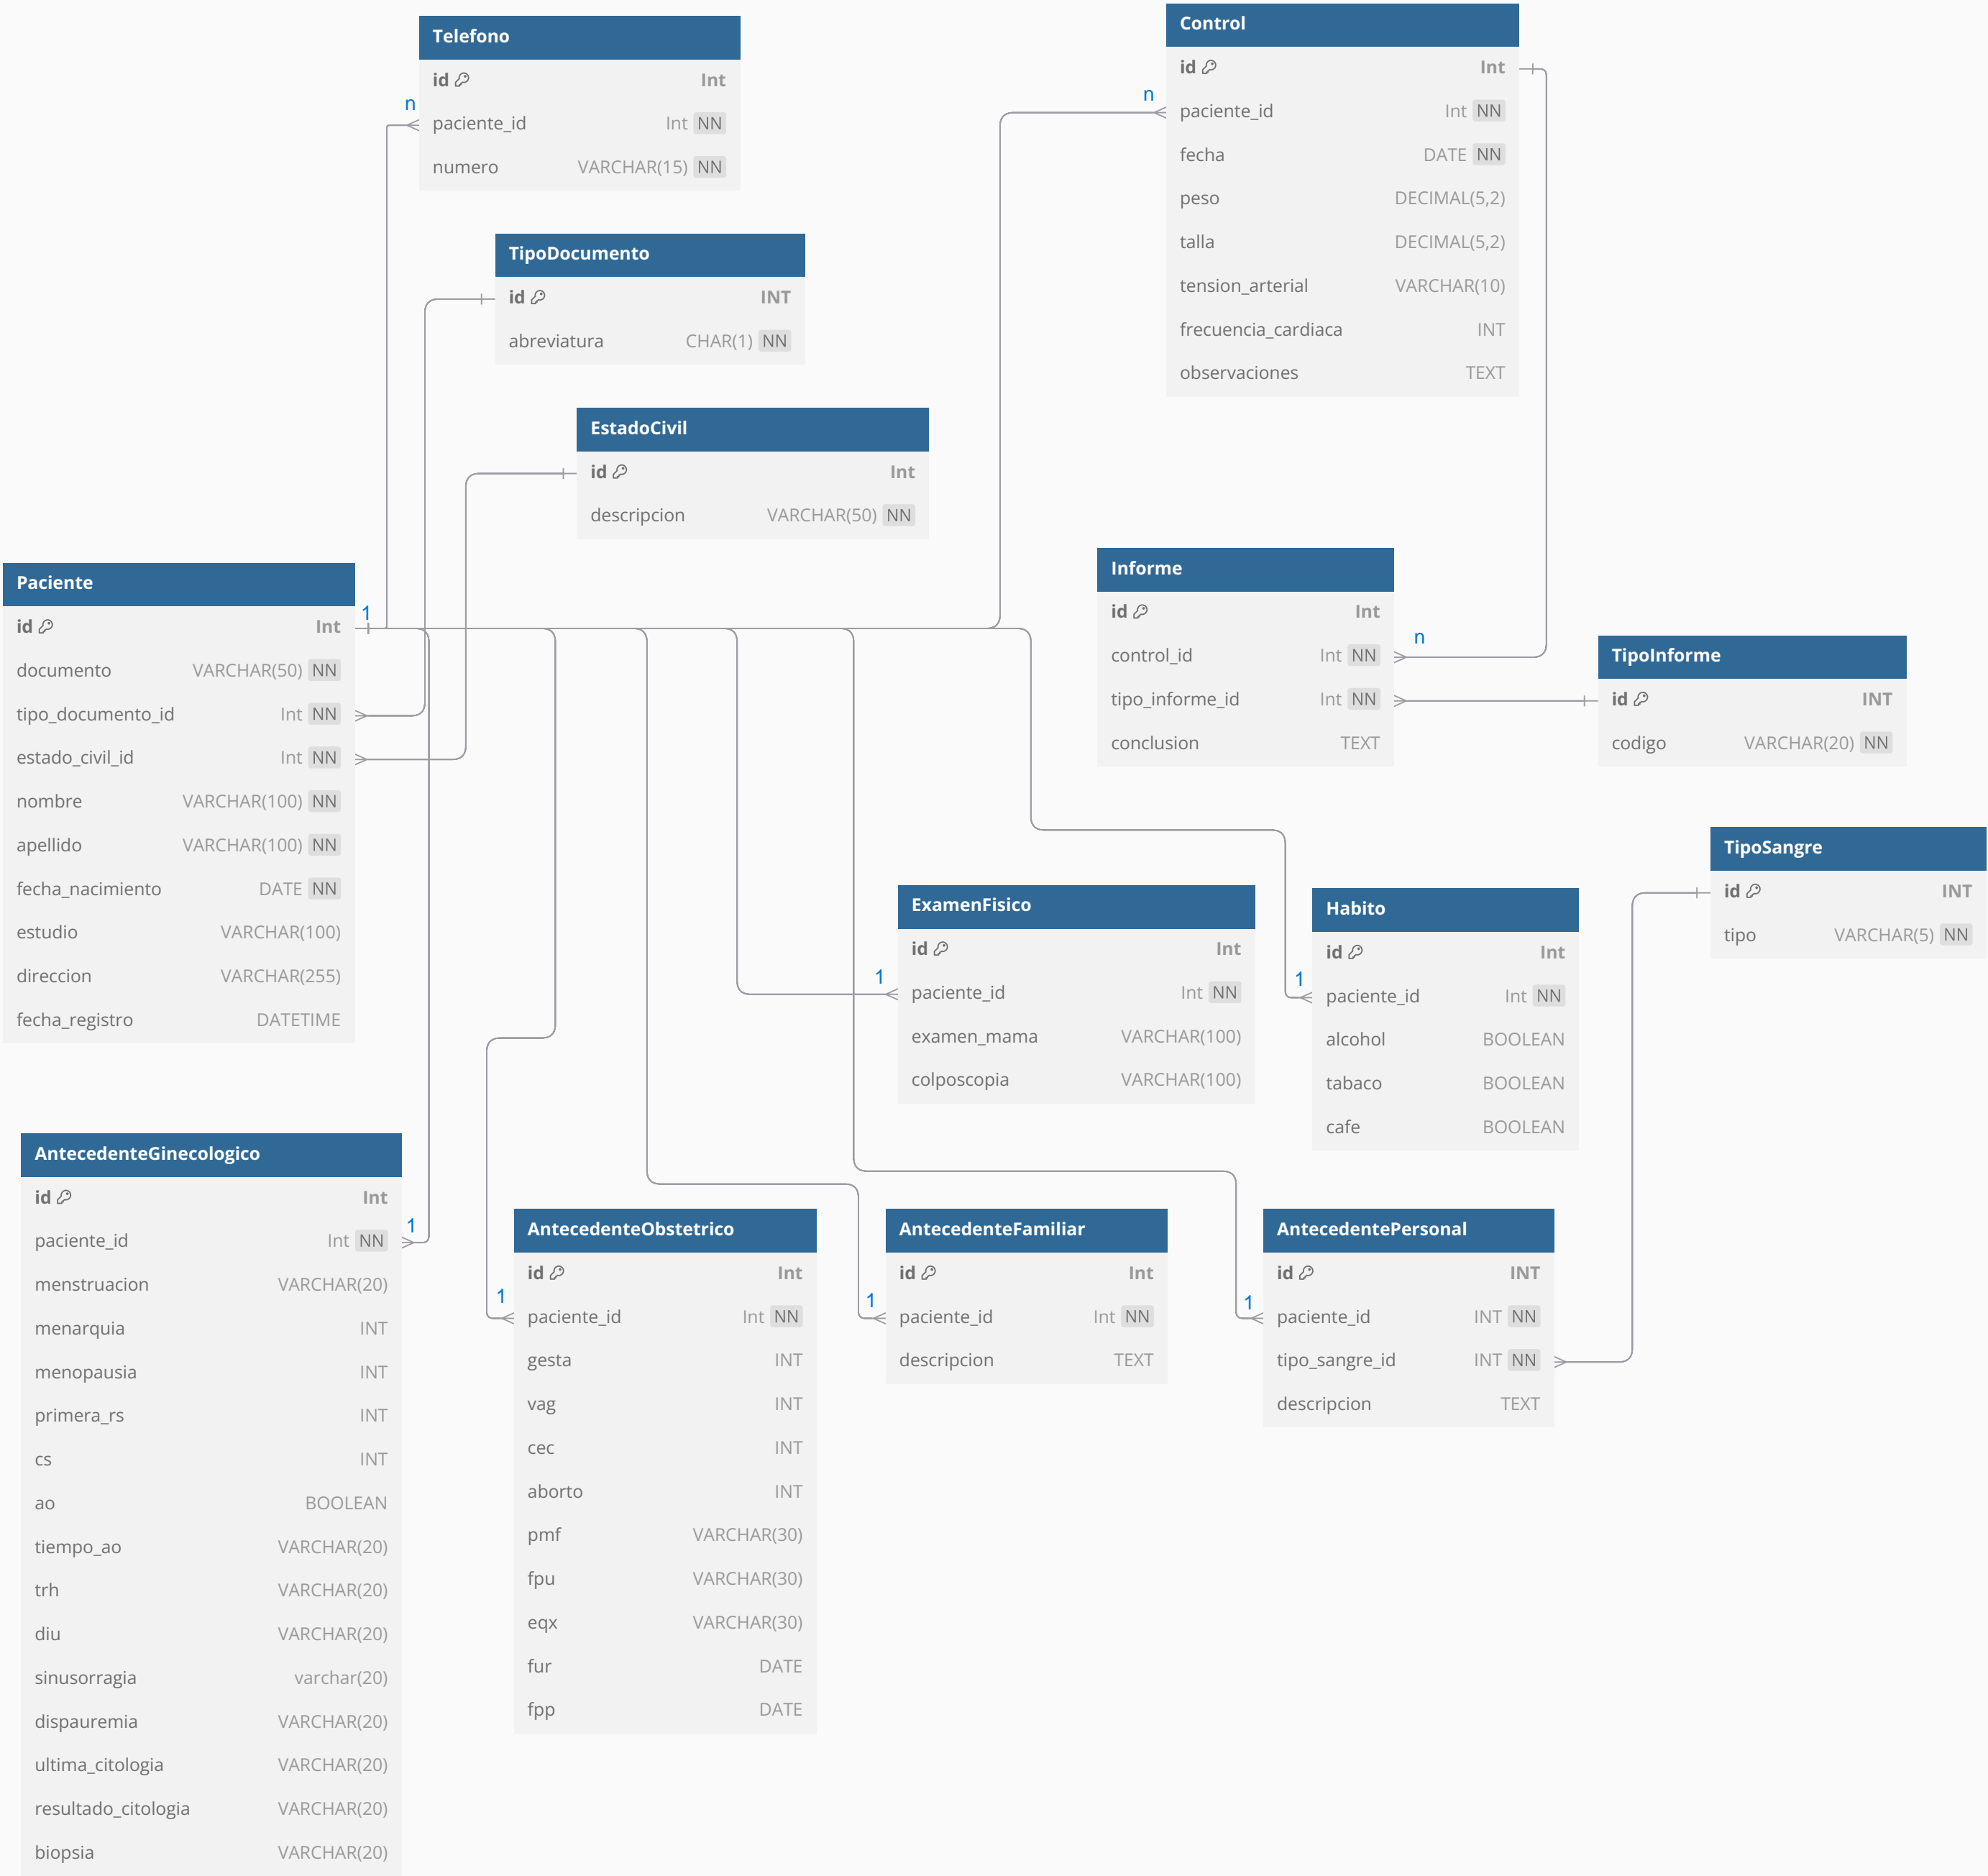 Telefono
id Int
n
paciente_id Int NN
numero VARCHAR(15) NN
Control
id Int
n
paciente_id Int NN
fecha DATE NN
peso DECIMAL(5,2)
talla DECIMAL(5,2)
tension_arterial VARCHAR(10)
frecuencia_cardiaca INT
observaciones TEXT
TipoDocumento
id INT
abreviatura CHAR(1) NN
EstadoCivil
id Int
descripcion VARCHAR(50) NN
Paciente
1
id Int
documento VARCHAR(50) NN
tipo_documento_id Int NN
estado_civil_id Int NN
nombre VARCHAR(100) NN
apellido VARCHAR(100) NN
fecha_nacimiento DATE NN
estudio VARCHAR(100)
direccion VARCHAR(255)
fecha_registro DATETIME
Informe
id Int
n
control_id Int NN
tipo_informe_id Int NN
conclusion TEXT
TipoInforme
id INT
codigo VARCHAR(20) NN
TipoSangre
id INT
tipo VARCHAR(5) NN
ExamenFisico
id Int
1
paciente_id Int NN
examen_mama VARCHAR(100)
colposcopia VARCHAR(100)
Habito
id Int
1
paciente_id Int NN
alcohol BOOLEAN
tabaco BOOLEAN
cafe BOOLEAN
AntecedenteGinecologico
id Int
1
paciente_id Int NN
menstruacion VARCHAR(20)
menarquia INT
menopausia INT
primera_rs INT
cs INT
ao BOOLEAN
tiempo_ao VARCHAR(20)
trh VARCHAR(20)
diu VARCHAR(20)
sinusorragia varchar(20)
dispauremia VARCHAR(20)
ultima_citologia VARCHAR(20)
resultado_citologia VARCHAR(20)
biopsia VARCHAR(20)
AntecedenteObstetrico
id Int
1
paciente_id Int NN
gesta INT
vag INT
cec INT
aborto INT
pmf VARCHAR(30)
fpu VARCHAR(30)
eqx VARCHAR(30)
fur DATE
fpp DATE
AntecedenteFamiliar
id Int
1
paciente_id Int NN
descripcion TEXT
AntecedentePersonal
id INT
1
paciente_id INT NN
tipo_sangre_id INT NN
descripcion TEXT